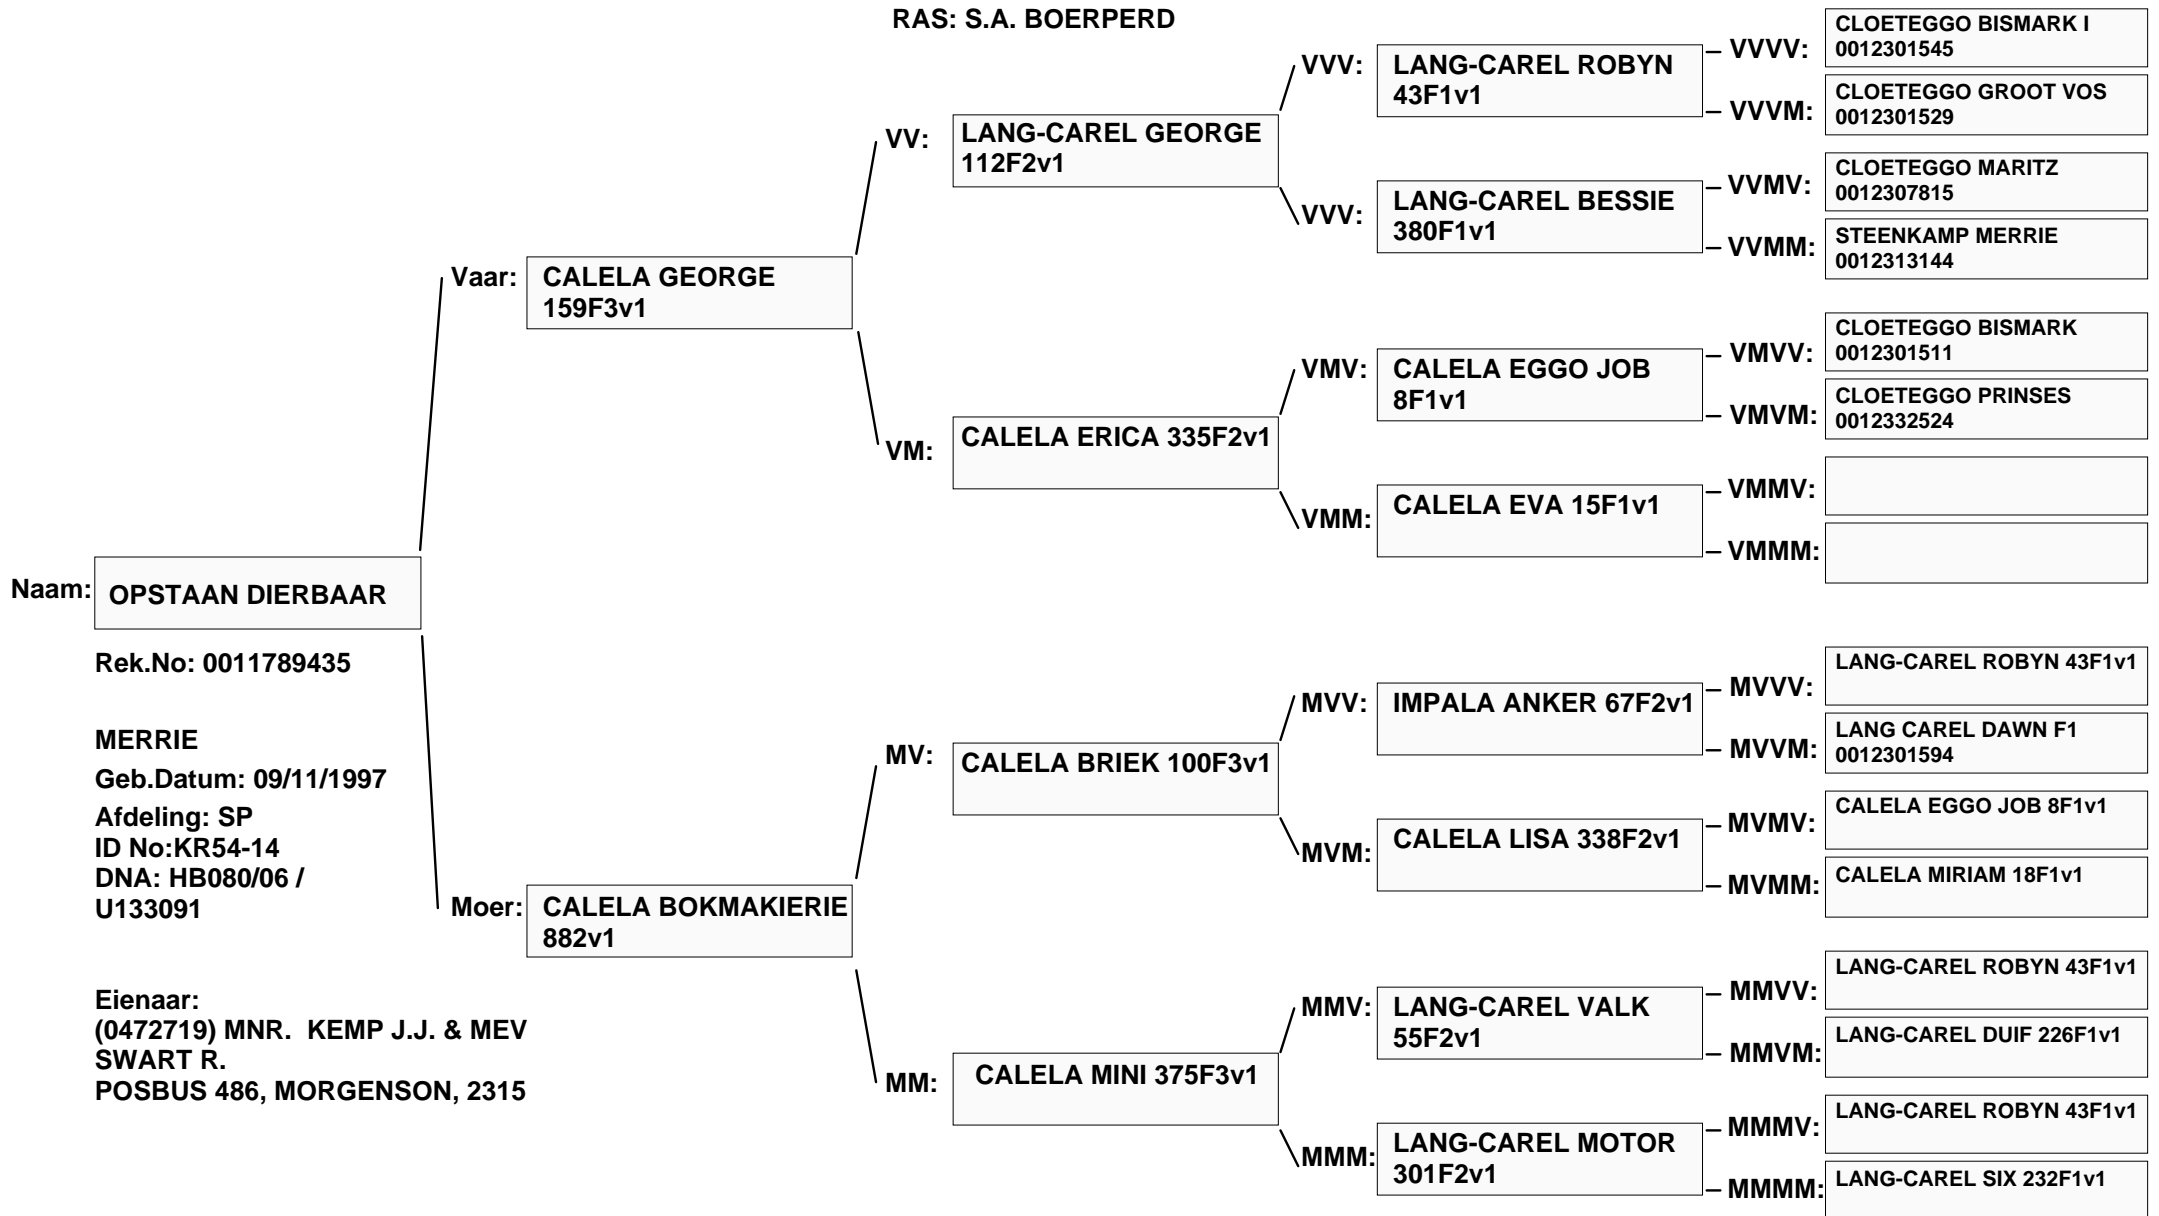 RAS: S.A. BOERPERD
Naam:
OPSTAAN DIERBAAR
Rek.No: 0011789435
MERRIE
Geb.Datum: 09/11/1997
Afdeling: SP
ID No:KR54-14
DNA: HB080/06 /
U133091
Eienaar:
(0472719) MNR.  KEMP J.J. & MEV
SWART R.
POSBUS 486, MORGENSON, 2315
Vaar:
CALELA GEORGE
159F3v1
Moer:
CALELA BOKMAKIERIE
882v1
VV:
LANG-CAREL GEORGE
112F2v1
VM:
CALELA ERICA 335F2v1
MV:
CALELA BRIEK 100F3v1
MM:
CALELA MINI 375F3v1
VVV:
LANG-CAREL ROBYN
43F1v1
VVV:
LANG-CAREL BESSIE
380F1v1
VMV:
CALELA EGGO JOB
8F1v1
VMM:
CALELA EVA 15F1v1
MVV:
IMPALA ANKER 67F2v1
MVM:
CALELA LISA 338F2v1
MMV:
LANG-CAREL VALK
55F2v1
MMM:
LANG-CAREL MOTOR
301F2v1
VVVV:
CLOETEGGO BISMARK I
0012301545
VVVM:
CLOETEGGO GROOT VOS
0012301529
VVMV:
CLOETEGGO MARITZ
0012307815
VVMM:
STEENKAMP MERRIE
0012313144
VMVV:
CLOETEGGO BISMARK
0012301511
VMVM:
CLOETEGGO PRINSES
0012332524
VMMV:
VMMM:
MVVV:
LANG-CAREL ROBYN 43F1v1
MVVM:
LANG CAREL DAWN F1
0012301594
MVMV:
CALELA EGGO JOB 8F1v1
MVMM:
CALELA MIRIAM 18F1v1
MMVV:
LANG-CAREL ROBYN 43F1v1
MMVM:
LANG-CAREL DUIF 226F1v1
MMMV:
LANG-CAREL ROBYN 43F1v1
MMMM:
LANG-CAREL SIX 232F1v1